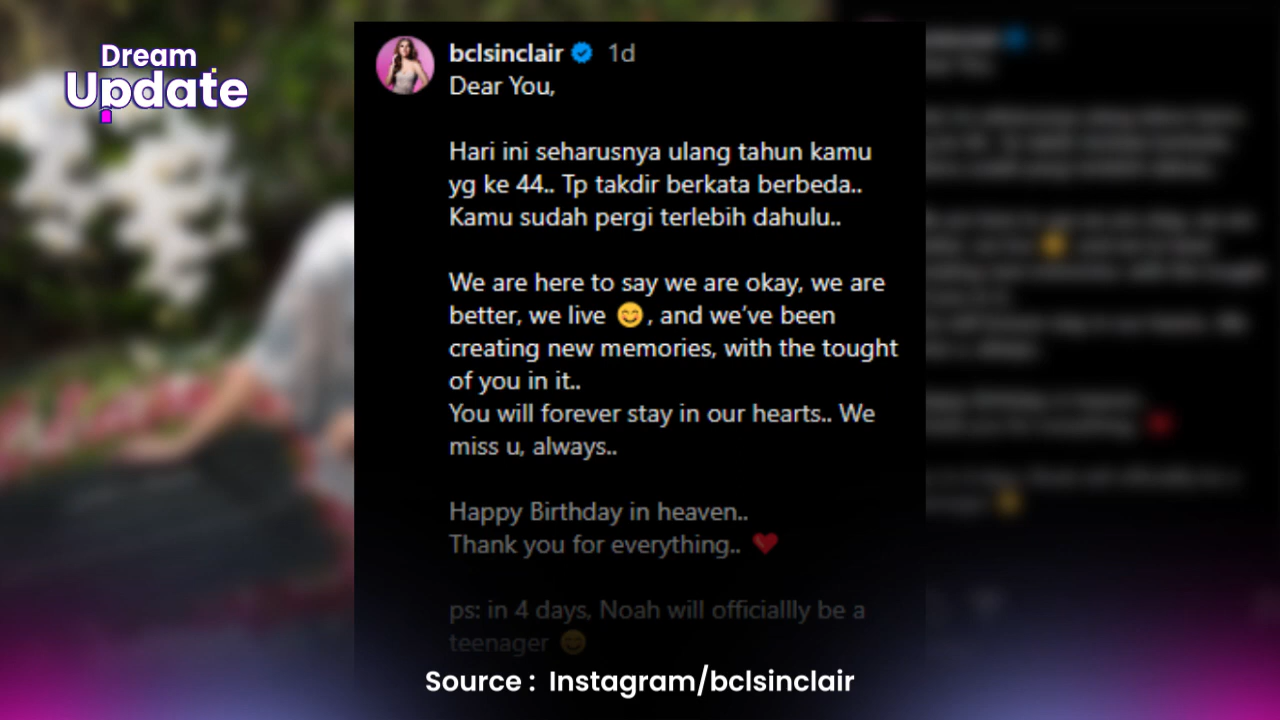 Dream
Update
bclsinclair 1d
Dear You,
Hari ini seharusnya ulang tahun kamu
yg ke 44.. Tp takdir berkata berbeda..
Kamu sudah pergi terlebih dahulu..
We are here to say we are okay, we are
better, we live 😊, and we’ve been
creating new memories, with the tought
of you in it..
You will forever stay in our hearts.. We
miss u, always..
Happy Birthday in heaven..
Thank you for everything.. ❤️
ps: in 4 days, Noah will officiallly be a
teenager 😊
Source : Instagram/bclsinclair